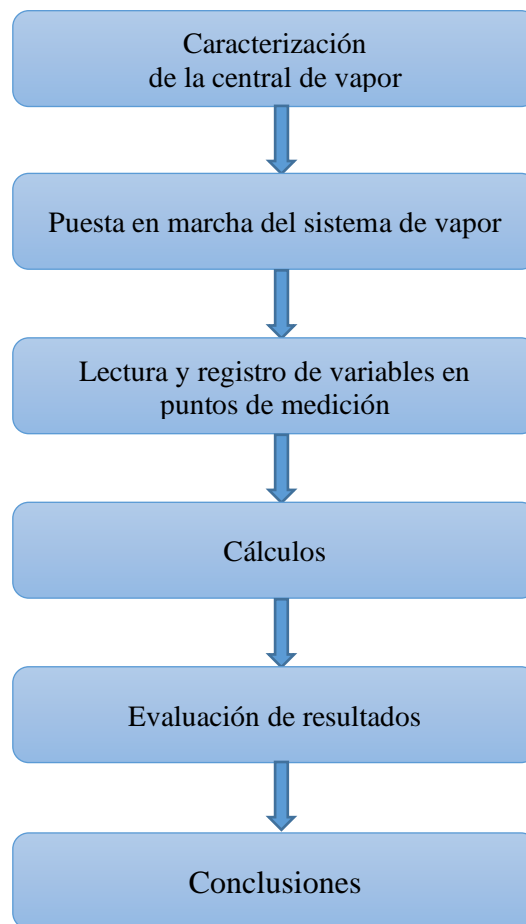 Caracterización
de la central de vapor
Puesta en marcha del sistema de vapor
Lectura y registro de variables en
puntos de medición
Cálculos
Evaluación de resultados
Conclusiones